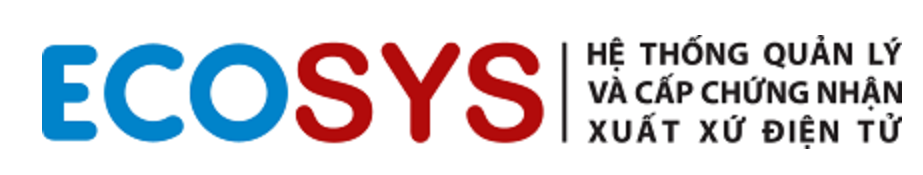 ECOSYS
HỆ THỐNG QUẢN LÝ
VÀ CẤP CHỨNG NHẬN
XUẤT XỨ ĐIỆN TỬ